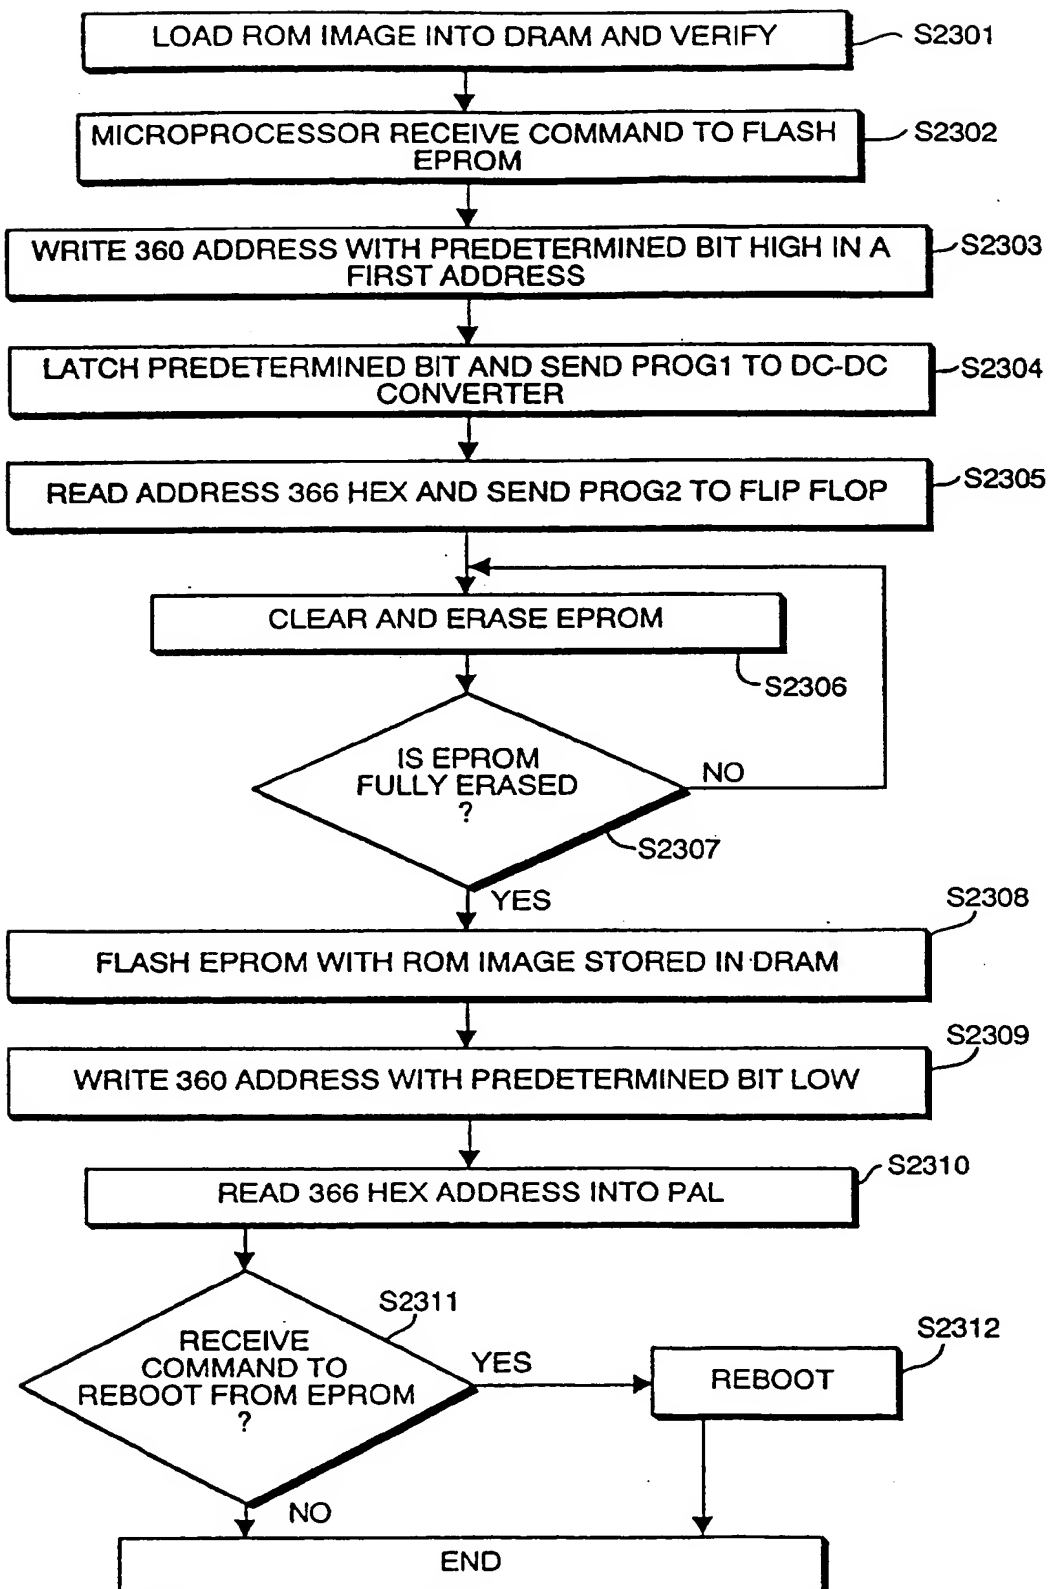 LOAD ROM IMAGE INTO DRAM AND VERIFY
S2301
MICROPROCESSOR RECEIVE COMMAND TO FLASH
EPROM
S2302
WRITE 360 ADDRESS WITH PREDETERMINED BIT HIGH IN A
FIRST ADDRESS
S2303
LATCH PREDETERMINED BIT AND SEND PROG1 TO DC-DC
CONVERTER
S2304
READ ADDRESS 366 HEX AND SEND PROG2 TO FLIP FLOP
S2305
CLEAR AND ERASE EPROM
S2306
IS EPROM
FULLY ERASED
?
NO
S2307
YES
S2308
FLASH EPROM WITH ROM IMAGE STORED IN DRAM
S2309
WRITE 360 ADDRESS WITH PREDETERMINED BIT LOW
S2310
READ 366 HEX ADDRESS INTO PAL
S2311
RECEIVE
COMMAND TO
REBOOT FROM EPROM
?
YES
S2312
REBOOT
NO
END